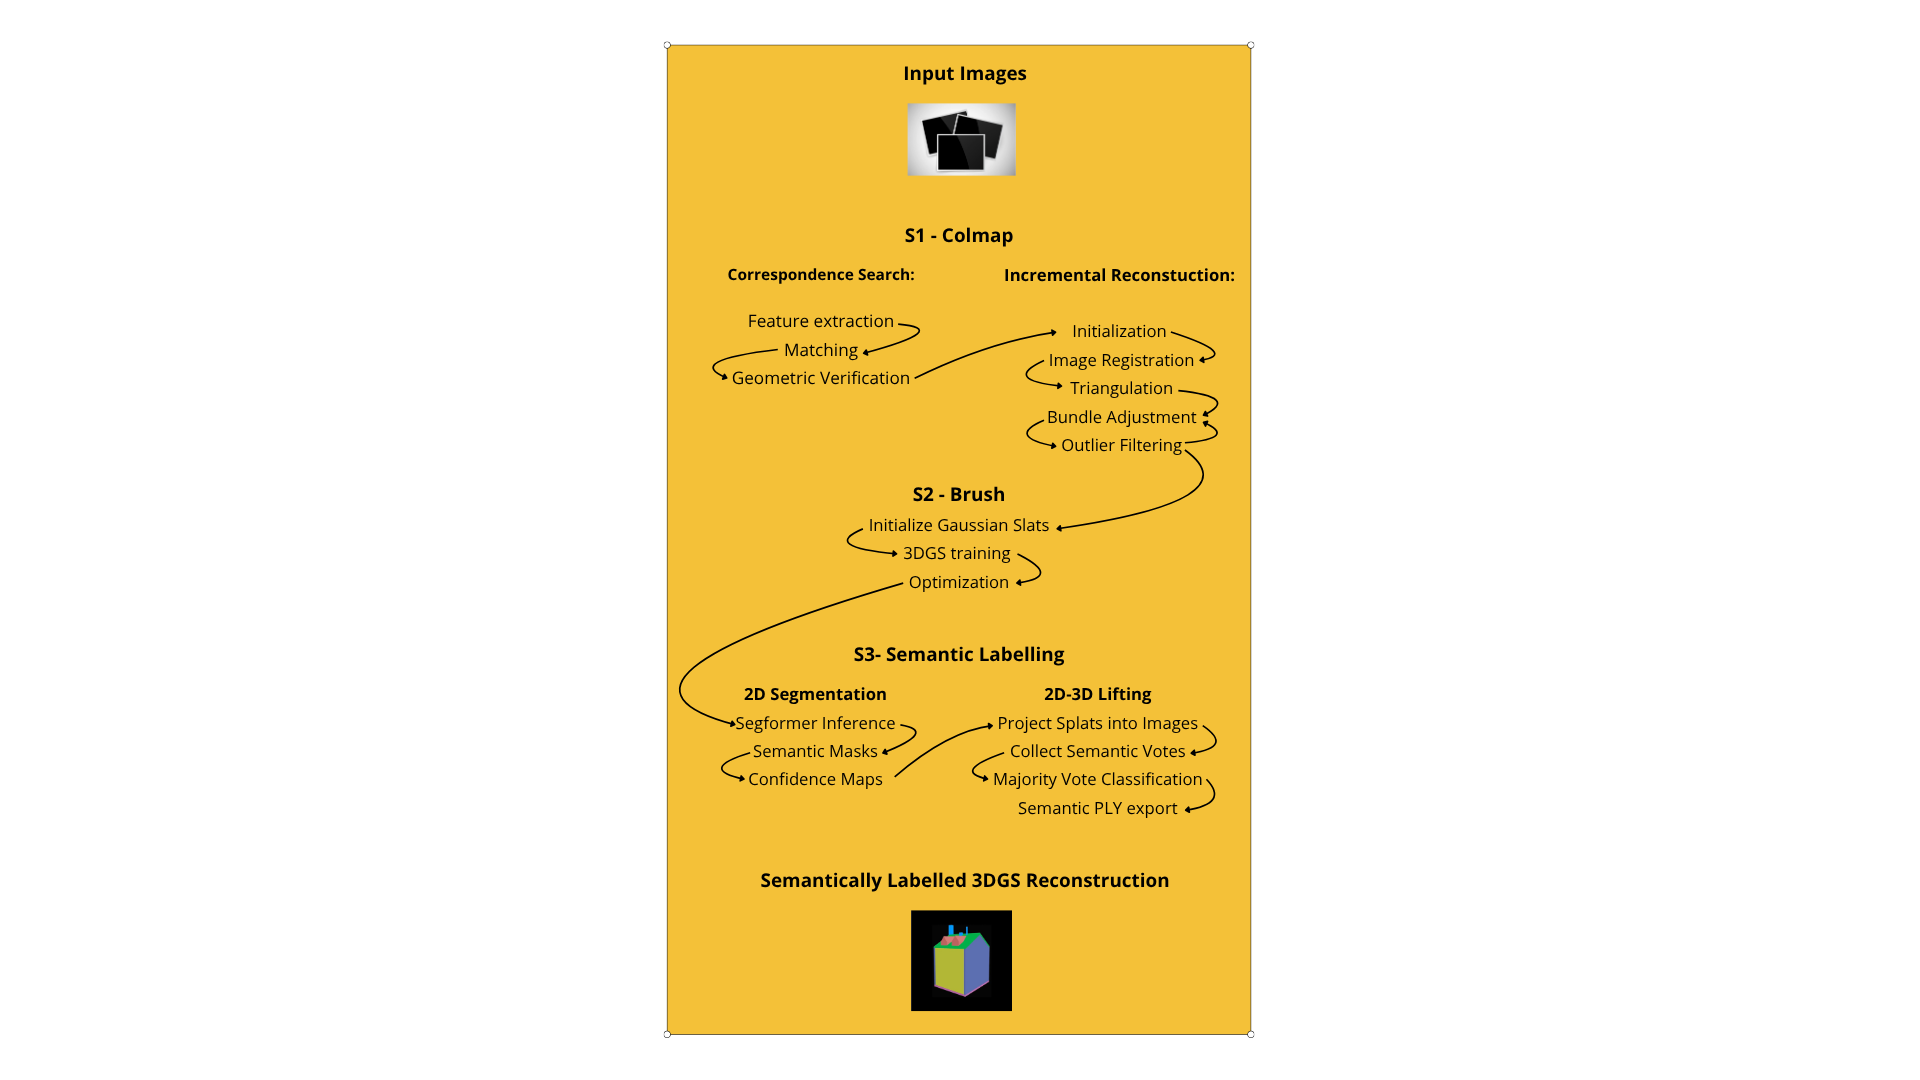 Input Images
S1 - Colmap
Correspondence Search:
Feature extraction
Matching
Geometric Verification
Incremental Reconstuction:
Initialization
Image Registration
Triangulation
Bundle Adjustment
Outlier Filtering
S2 - Brush
Initialize Gaussian Slats
3DGS training
Optimization
S3- Semantic Labelling
2D Segmentation
Segformer Inference
Semantic Masks
Confidence Maps
2D-3D Lifting
Project Splats into Images
Collect Semantic Votes
Majority Vote Classification
Semantic PLY export
Semantically Labelled 3DGS Reconstruction